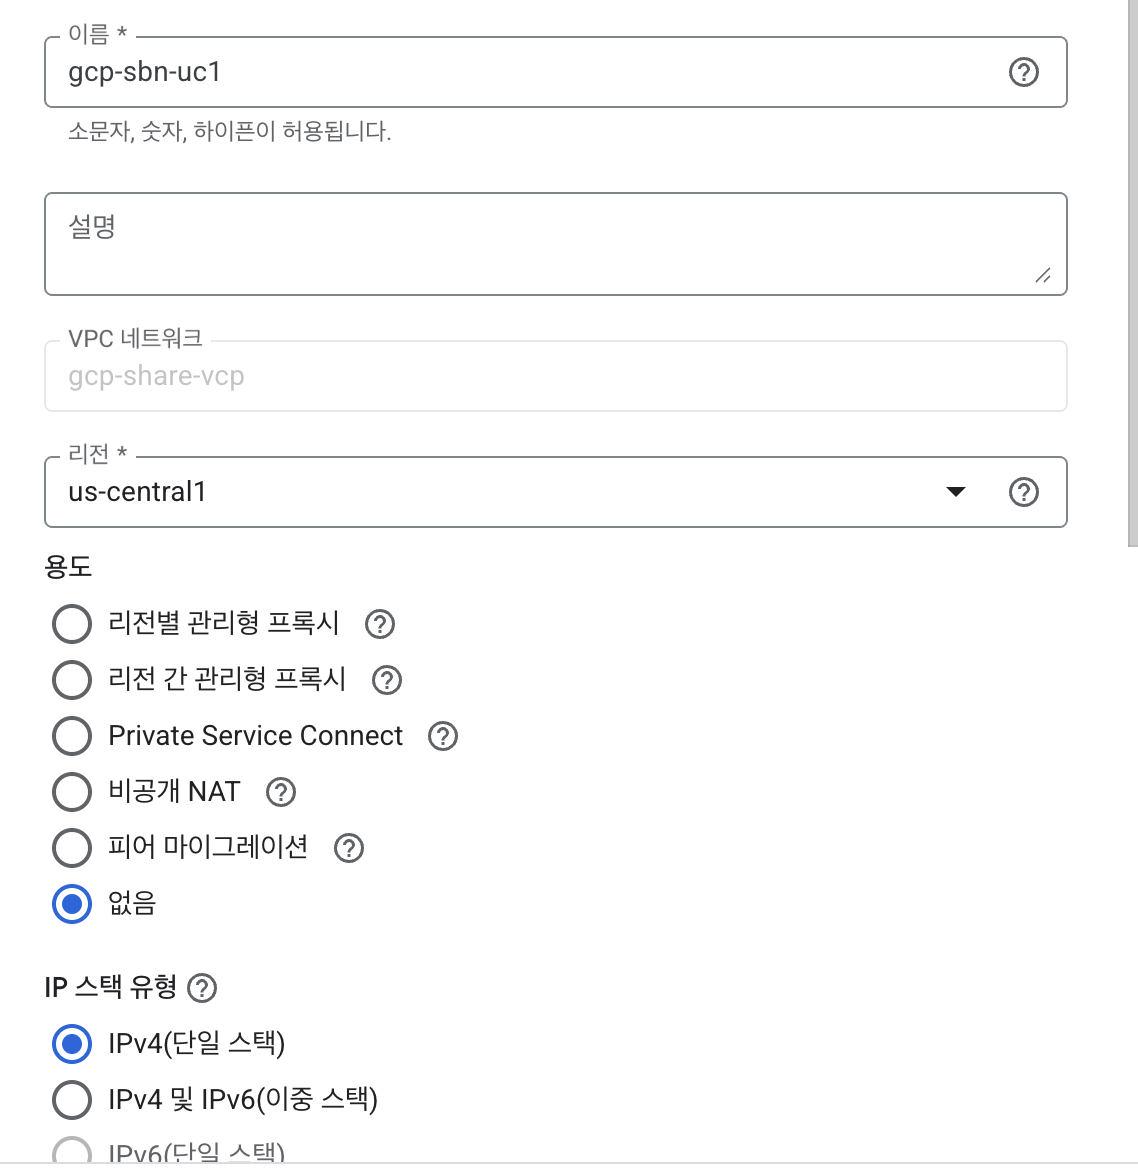 이름 *
gcp-sbn-uc1
소문자, 숫자, 하이픈이 허용됩니다.
설명
VPC 네트워크
gcp-share-vcp
리전 *
us-central1
용도
리전별 관리형 프록시
리전 간 관리형 프록시
Private Service Connect
비공개 NAT
피어 마이그레이션
없음
IP 스택 유형
IPv4(단일 스택)
IPv4 및 IPv6(이중 스택)
IPv6(단일 스택)